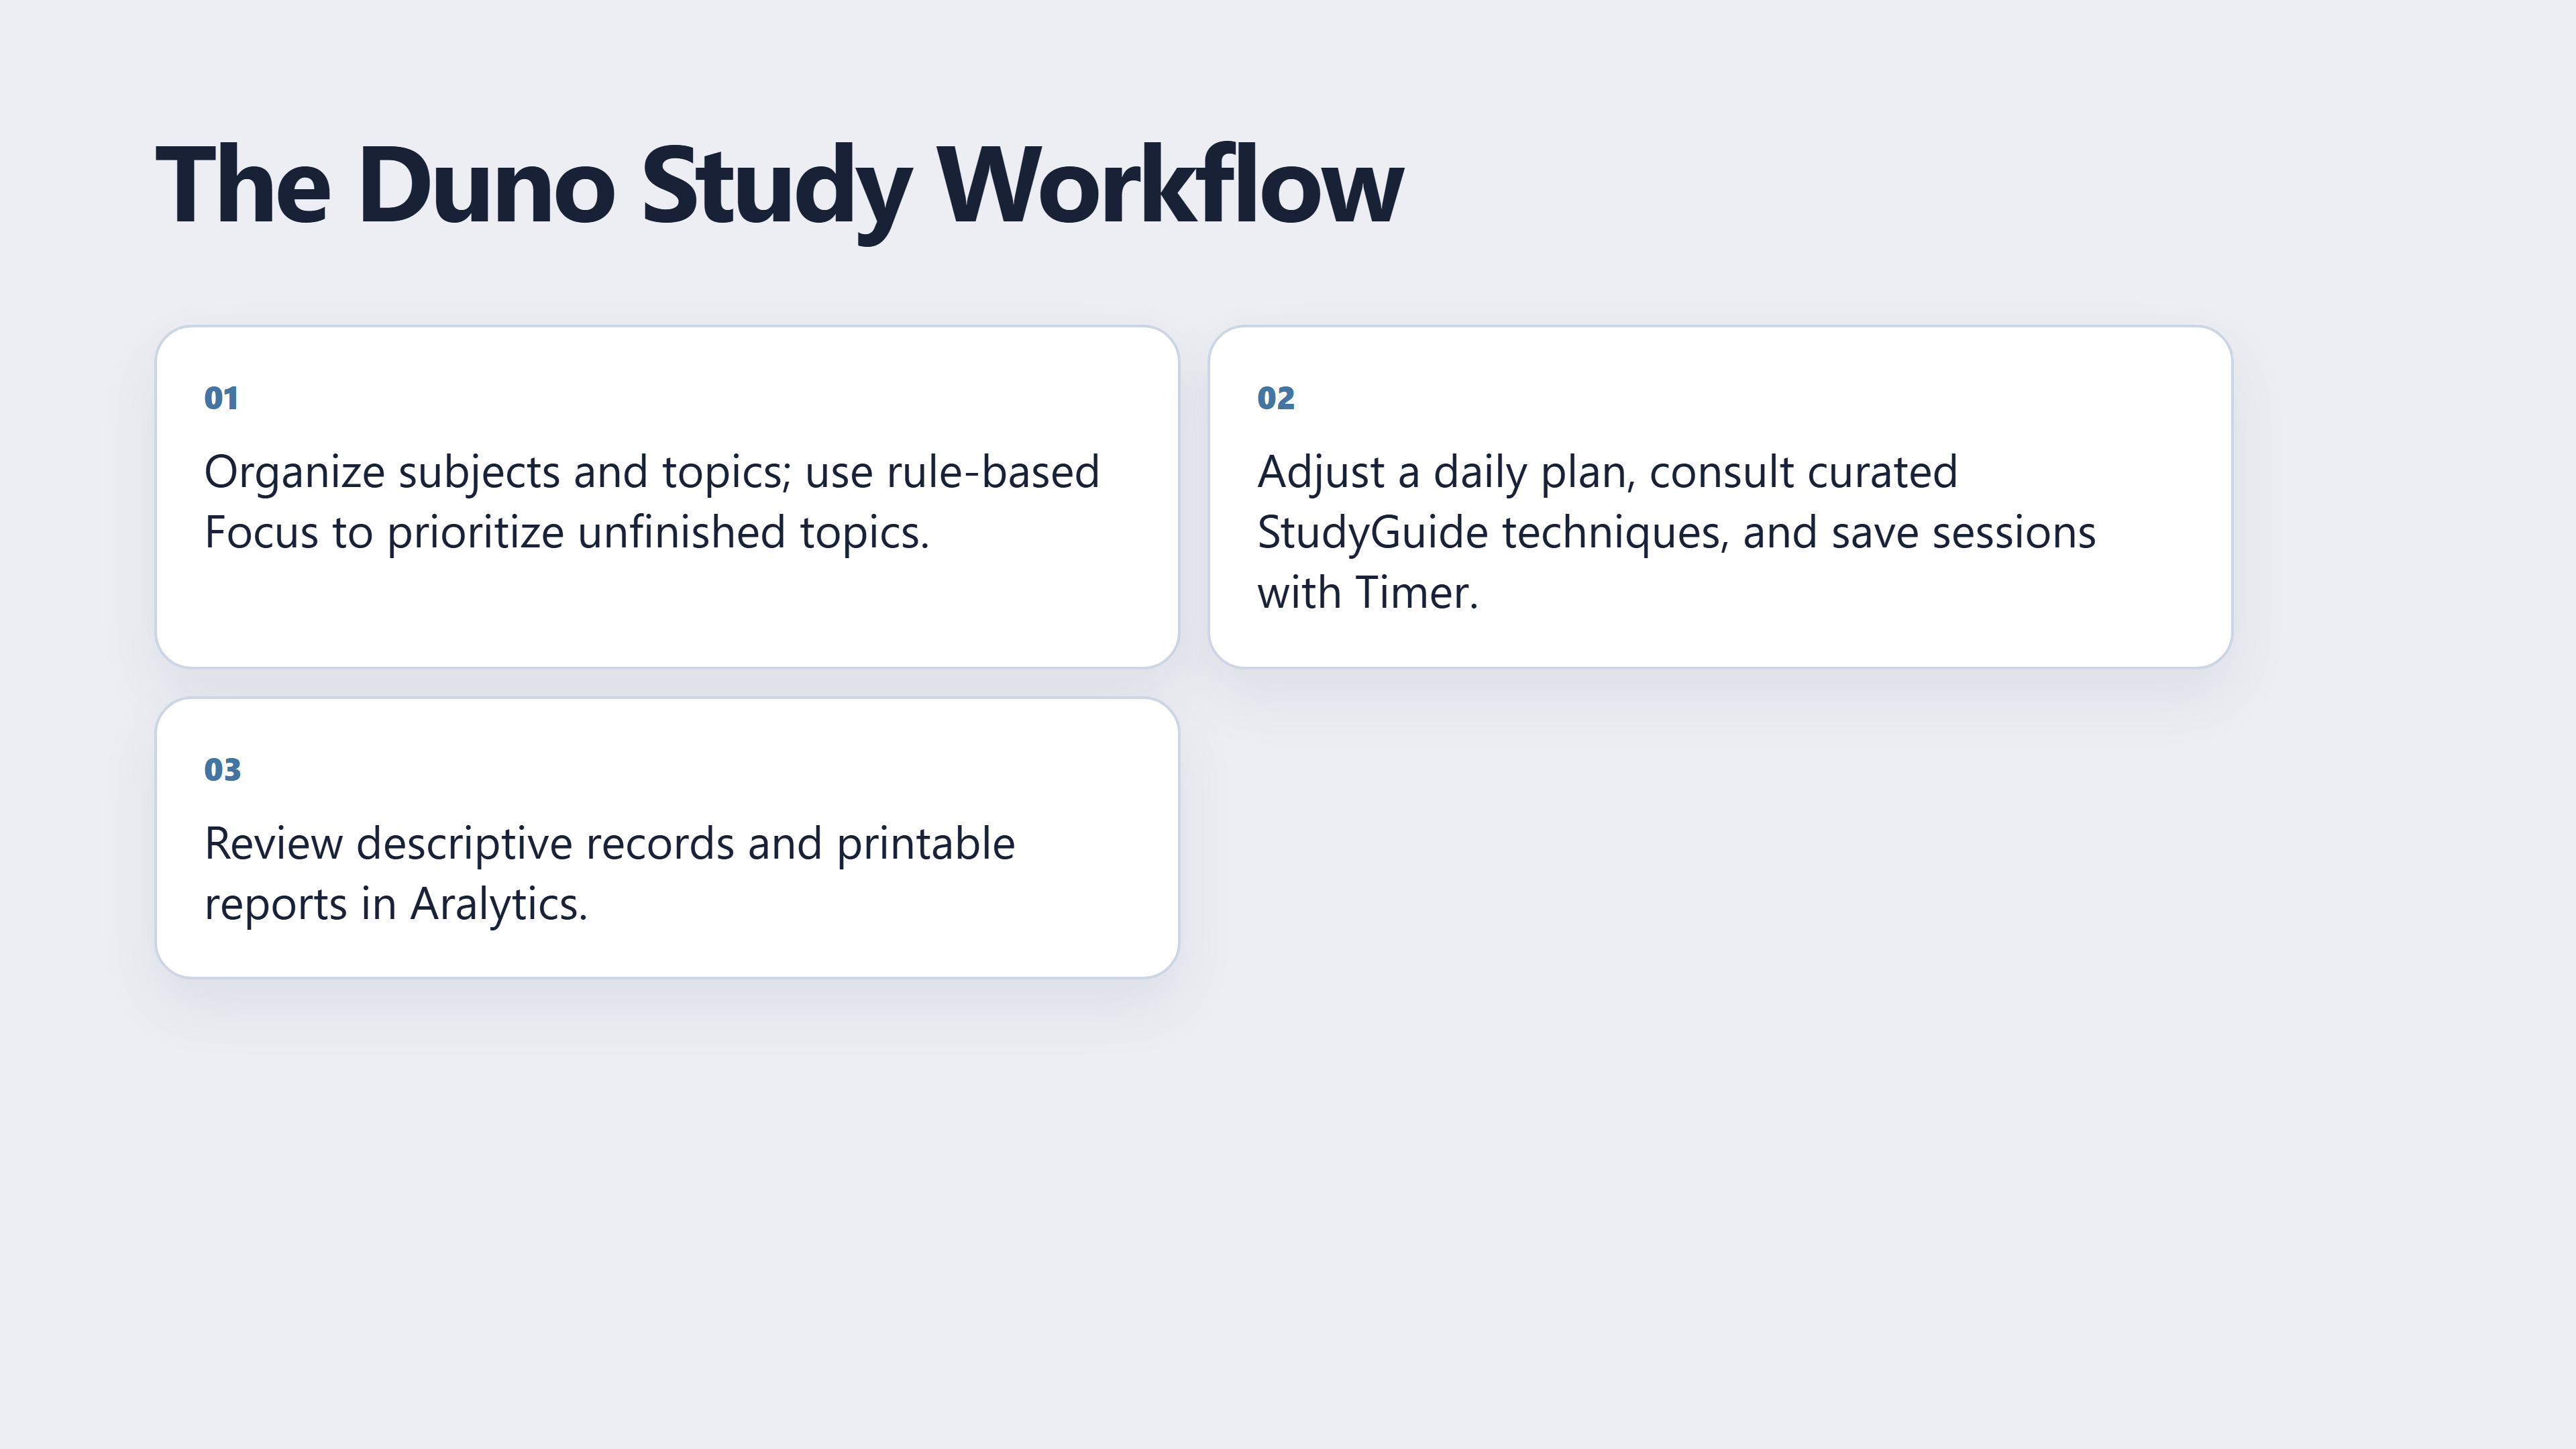 The Duno Study Workflow
01
Organize subjects and topics; use rule-based
Focus to prioritize unfinished topics.
02
Adjust a daily plan, consult curated
StudyGuide techniques, and save sessions
with Timer.
03
Review descriptive records and printable
reports in Aralytics.